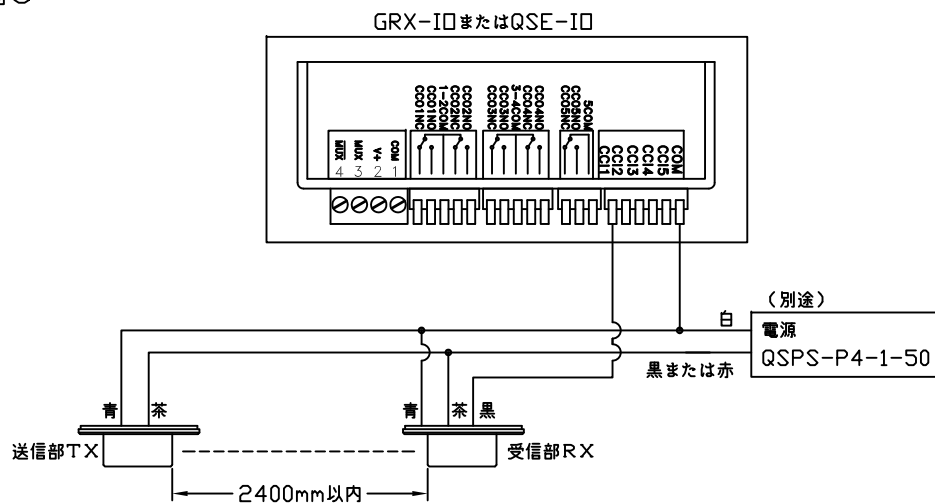 GRX-IOまたはQSE-IO
CCO1NC
CCO1NO
1-2COM
CCO2NC
CCO2NO
CCO3NC
CCO3NO
3-4COM
CCO4NC
CCO4NO
CCO5NC
CCO5NO
5COM
MUX
MUX
V+
COM
4 3 2 1
CCI1
CCI2
CCI3
CCI4
CCI5
COM
(別途)
白
電源
QSPS-P4-1-50
黒または赤
青 茶
青 茶 黒
送信部TX
受信部RX
2400mm以内